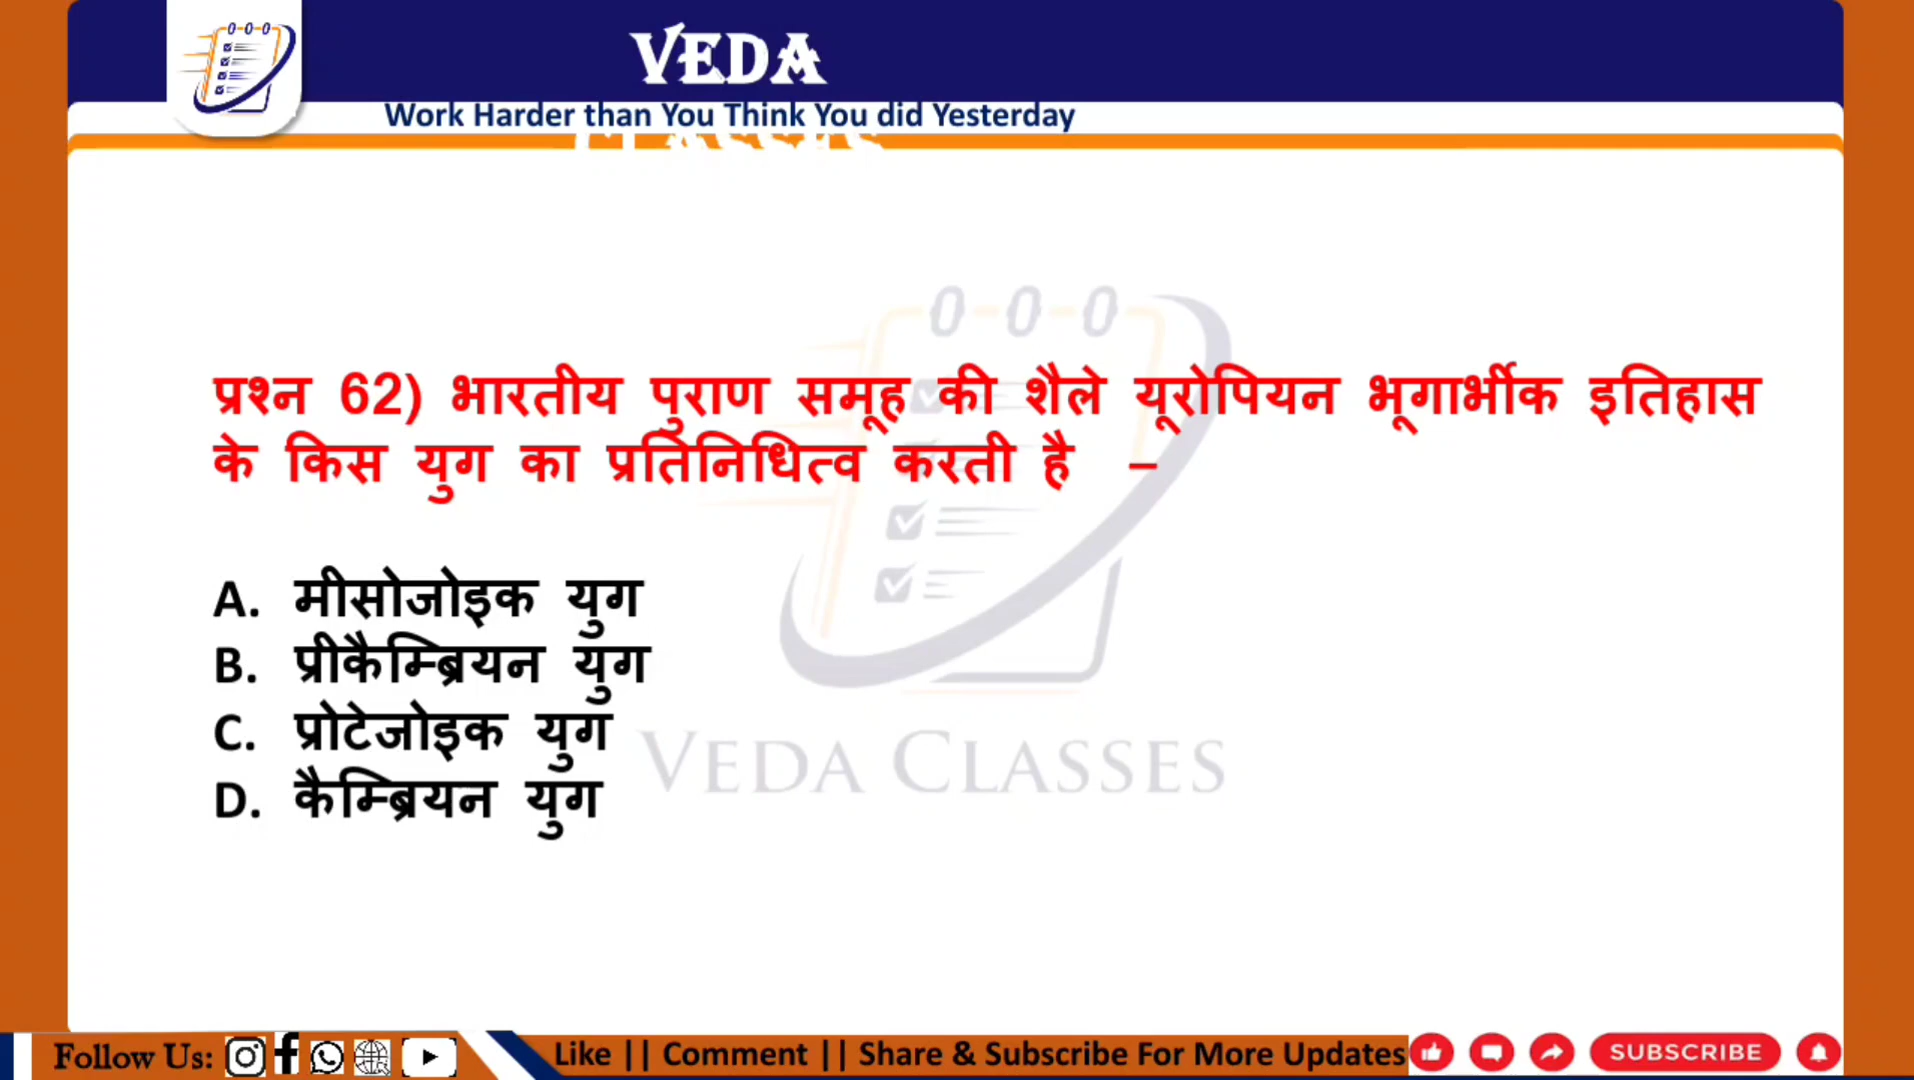 VEDA
Work Harder than You Think You did Yesterday
CLASSES
प्रश्न 62) भारतीय पुराण समूह की शैले यूरोपियन भूगार्भीक इतिहास
के किस युग का प्रतिनिधित्व करती है –
A. मीसोजोइक युग
B. प्रीकैम्ब्रियन युग
C. प्रोटेजोइक युग
D. कैम्ब्रियन युग
VEDA CLASSES
Follow Us:
Like || Comment || Share & Subscribe For More Updates
SUBSCRIBE